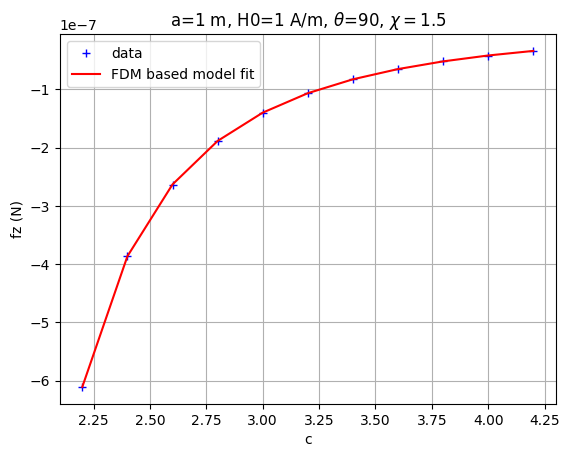 a=1 m, H0=1 A/m, θ=90, χ = 1.5
1e−7
data
FDM based model fit
−1
−2
−3
−4
−5
−6
fz (N)
2.25 2.50 2.75 3.00 3.25 3.50 3.75 4.00 4.25
c